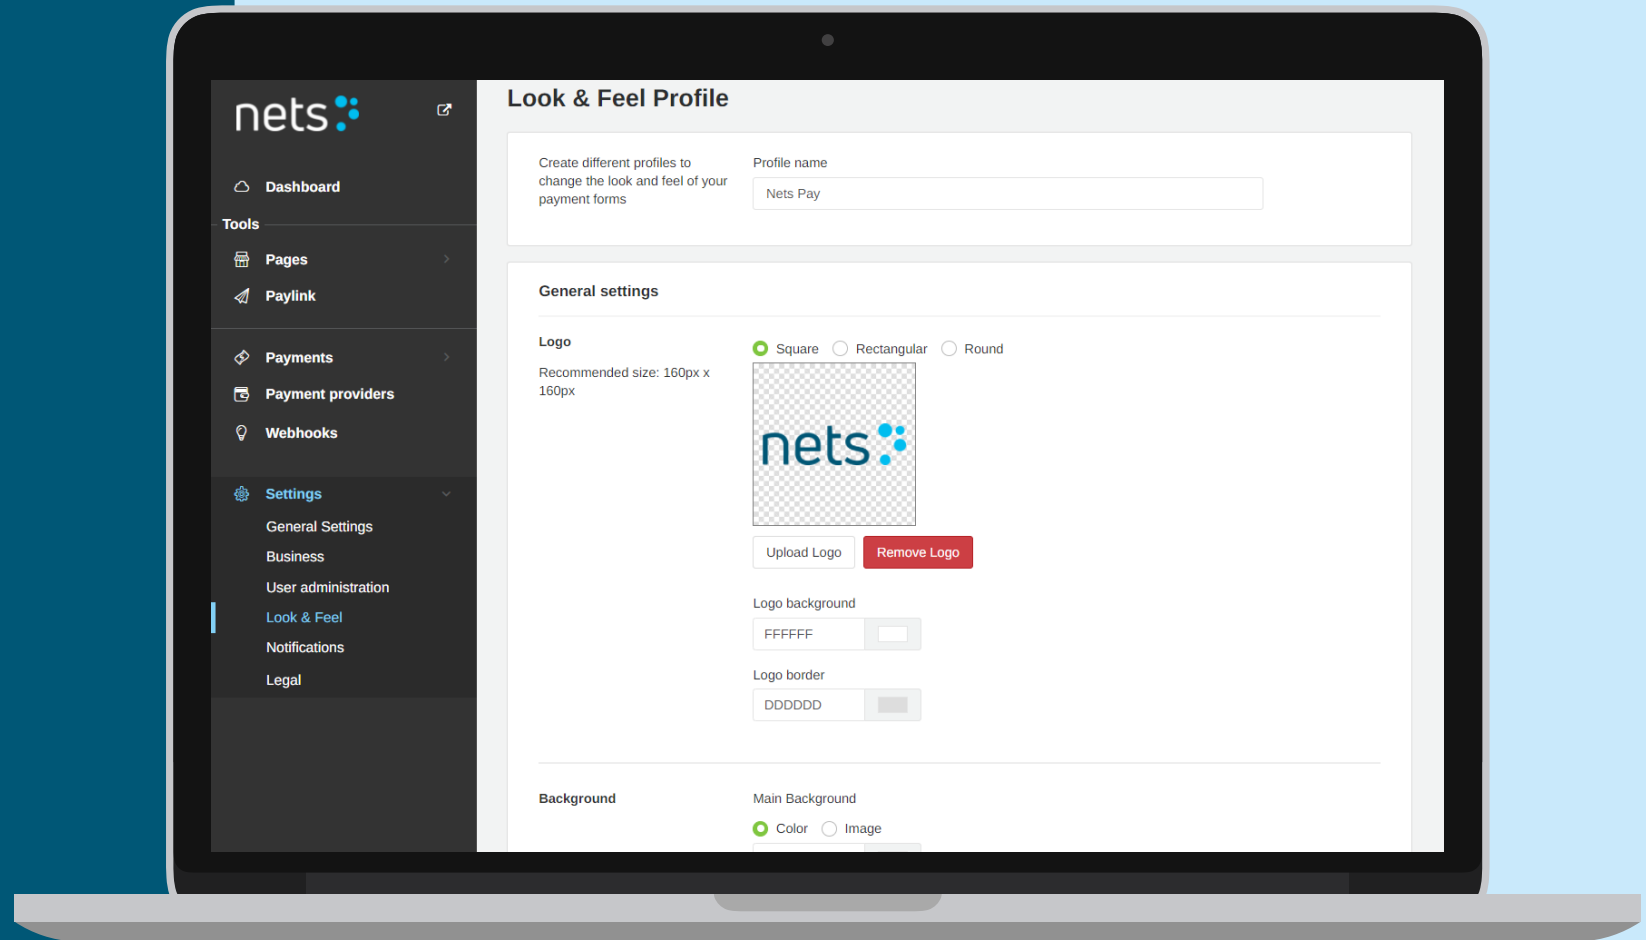 nets
Dashboard
Tools
Pages
Paylink
Payments
Payment providers
Webhooks
Settings
General Settings
Business
User administration
Look & Feel
Notifications
Legal
Look & Feel Profile
Create different profiles to
change the look and feel of your
payment forms
Profile name
Nets Pay
General settings
Logo
Recommended size: 160px x
160px
Square Rectangular Round
nets
Upload Logo Remove Logo
Logo background
FFFFFF
Logo border
DDDDDD
Background
Main Background
Color Image